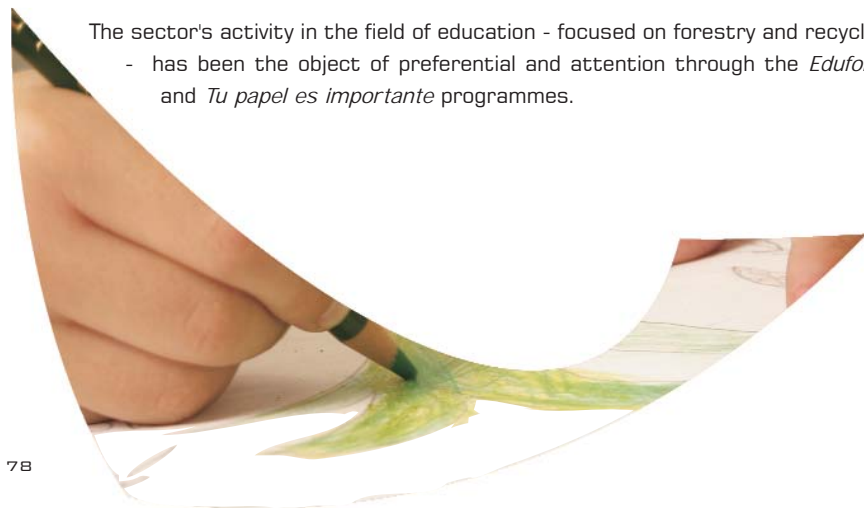 The sector's activity in the field of education - focused on forestry and recycl
- has been the object of preferential and attention through the Edufo
and Tu papel es importante programmes.
78